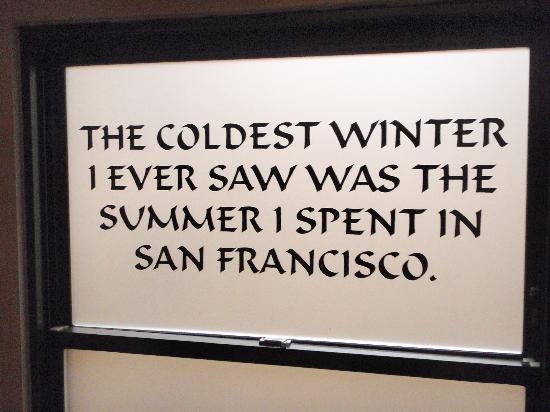 THE COLDEST WINTER
I EVER SAW WAS THE
SUMMER I SPENT IN
SAN FRANCISCO.